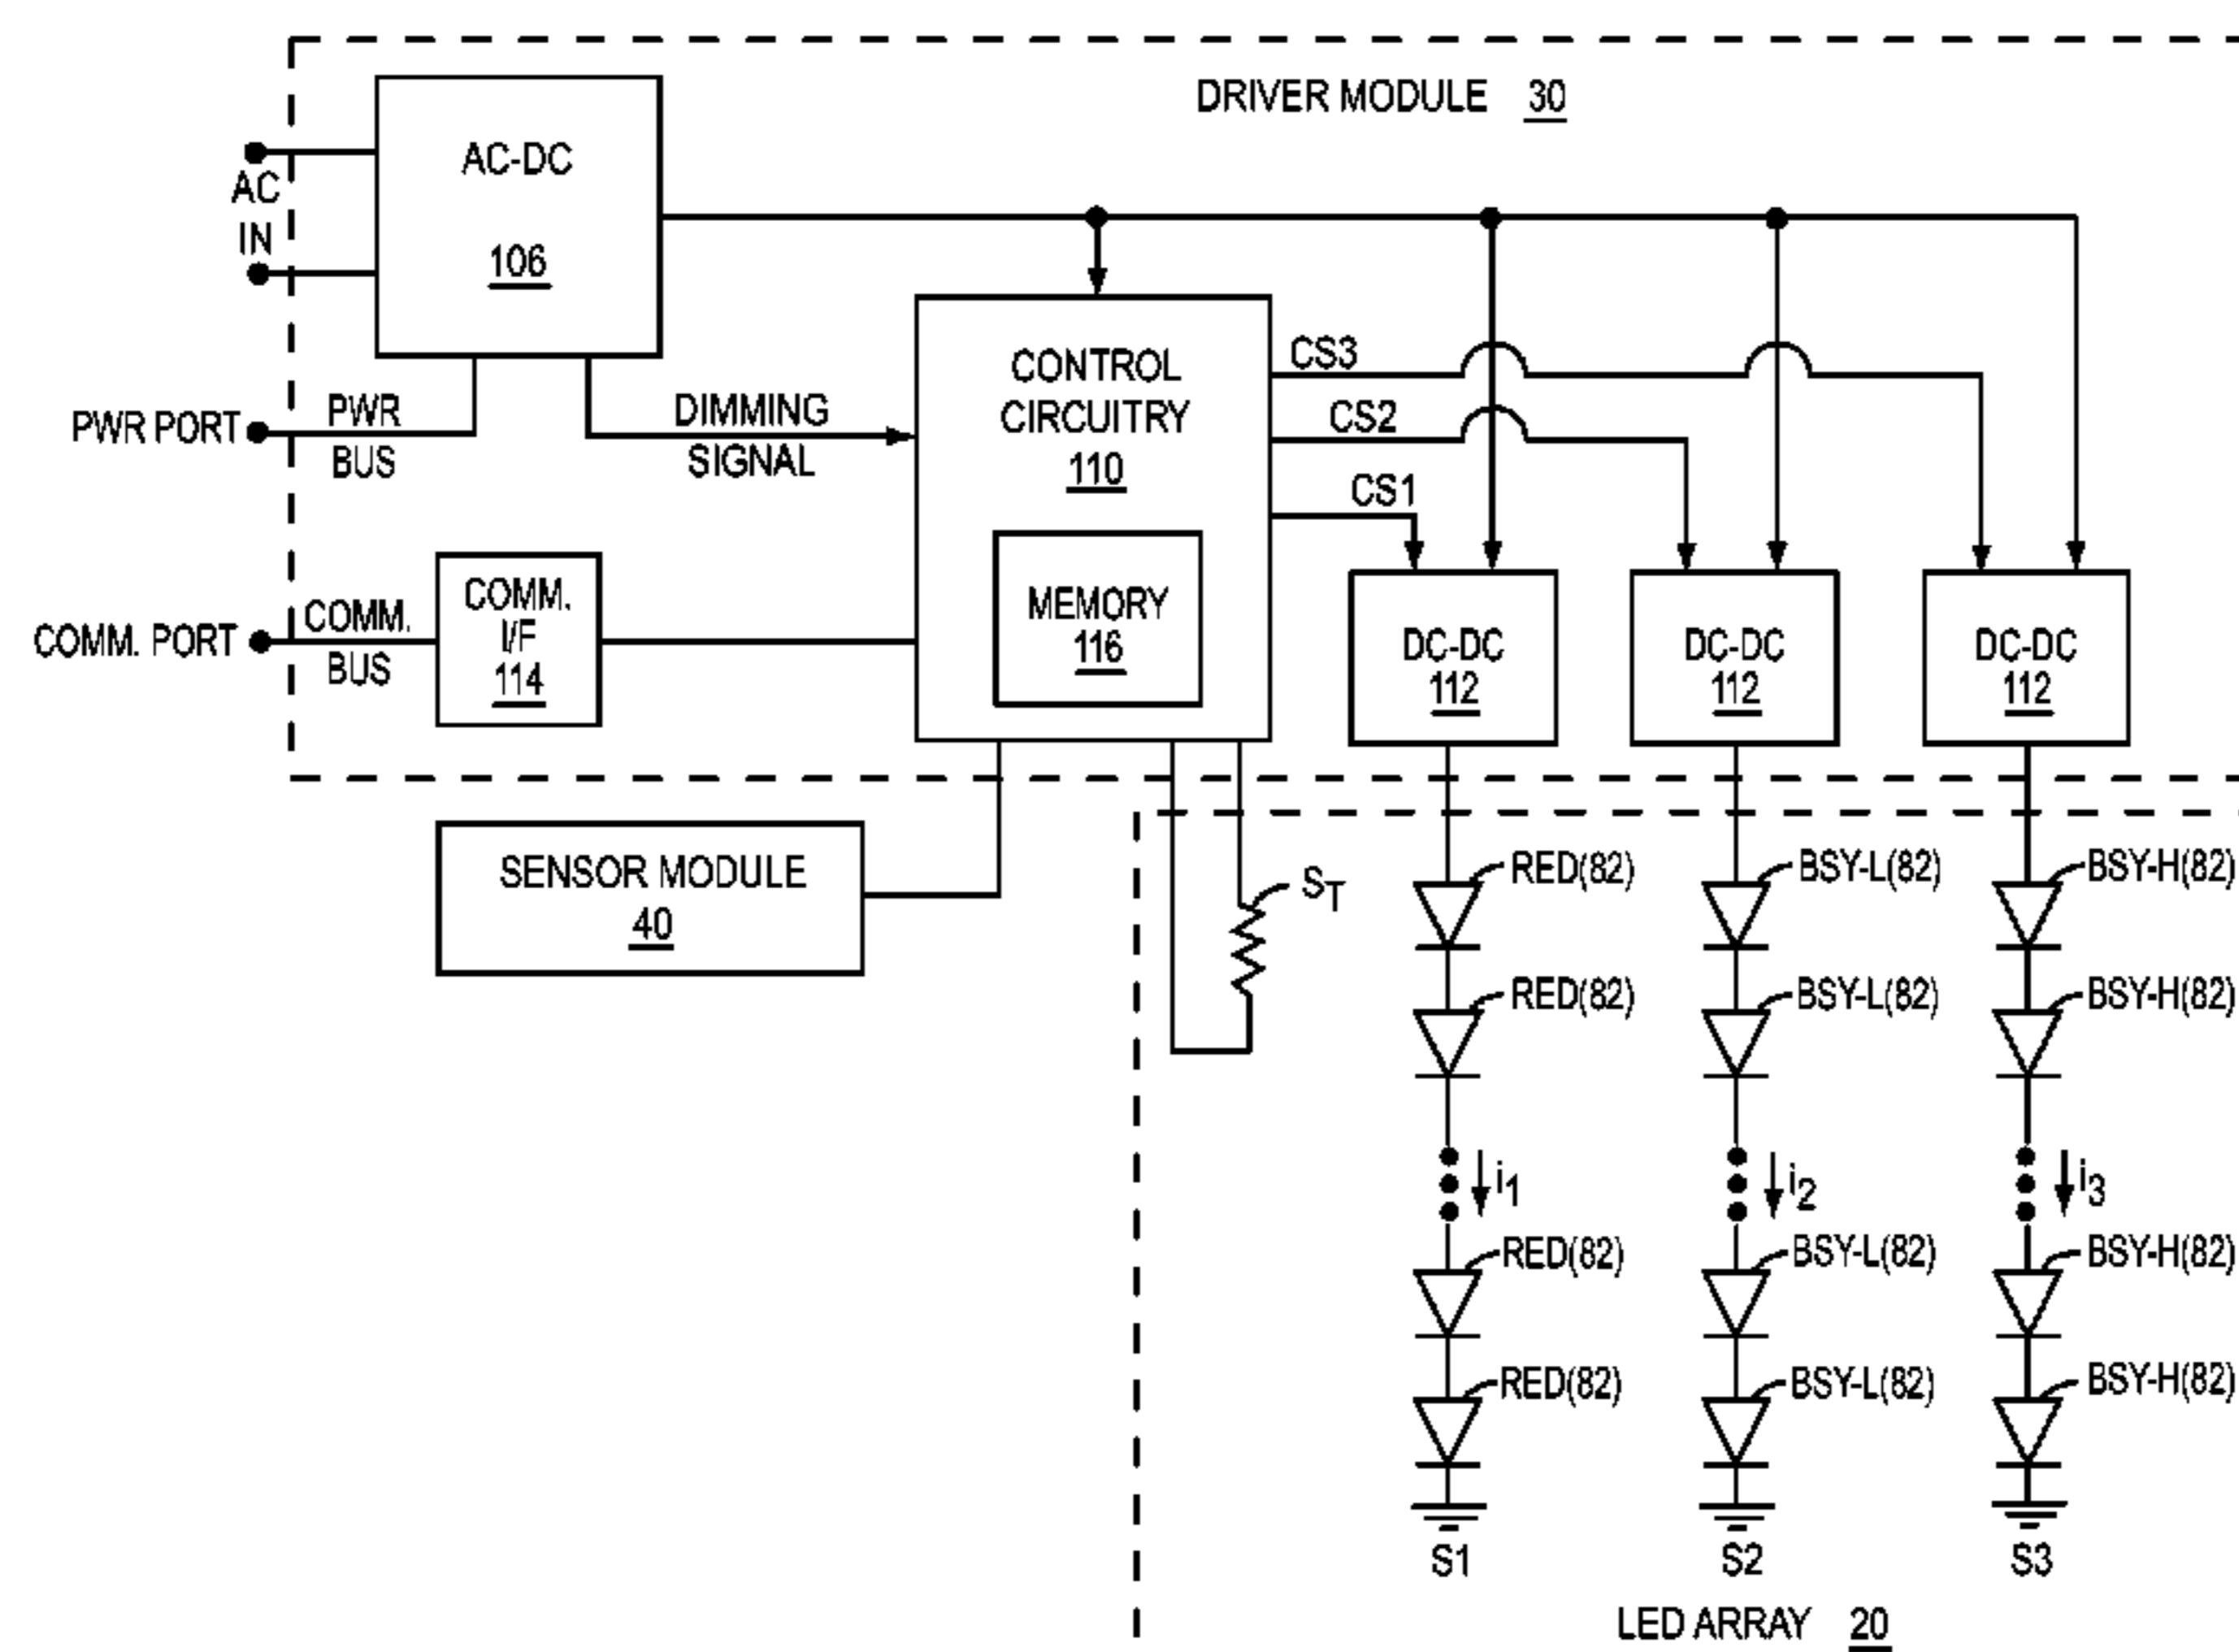 DRIVER MODULE 30
AC-DC
106
AC
IN
PWR PORT
PWR
BUS
DIMMING
SIGNAL
CONTROL
CIRCUITRY
110
MEMORY
116
CS3
CS2
CS1
COMM. PORT
COMM.
BUS
COMM.
I/F
114
DC-DC
112
DC-DC
112
DC-DC
112
SENSOR MODULE
40
ST
RED(82)
BSY-L(82)
BSY-H(82)
RED(82)
BSY-L(82)
BSY-H(82)
i1
i2
i3
RED(82)
BSY-L(82)
BSY-H(82)
RED(82)
BSY-L(82)
BSY-H(82)
S1
S2
S3
LED ARRAY 20